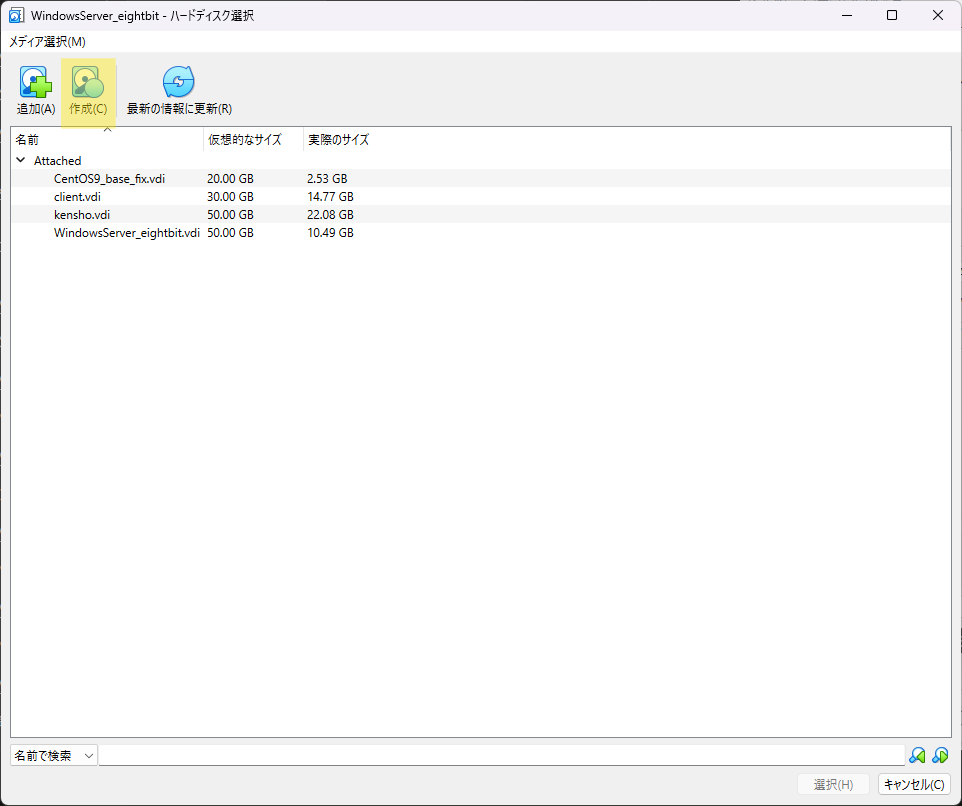 WindowsServer_eightbit - ハードディスク選択
メディア選択(M)
追加(A) 作成(C) 最新の情報に更新(R)
名前 仮想的なサイズ 実際のサイズ
Attached
CentOS9_base_fix.vdi 20.00 GB 2.53 GB
client.vdi 30.00 GB 14.77 GB
kensho.vdi 50.00 GB 22.08 GB
WindowsServer_eightbit.vdi 50.00 GB 10.49 GB
名前で検索
選択(H) キャンセル(C)